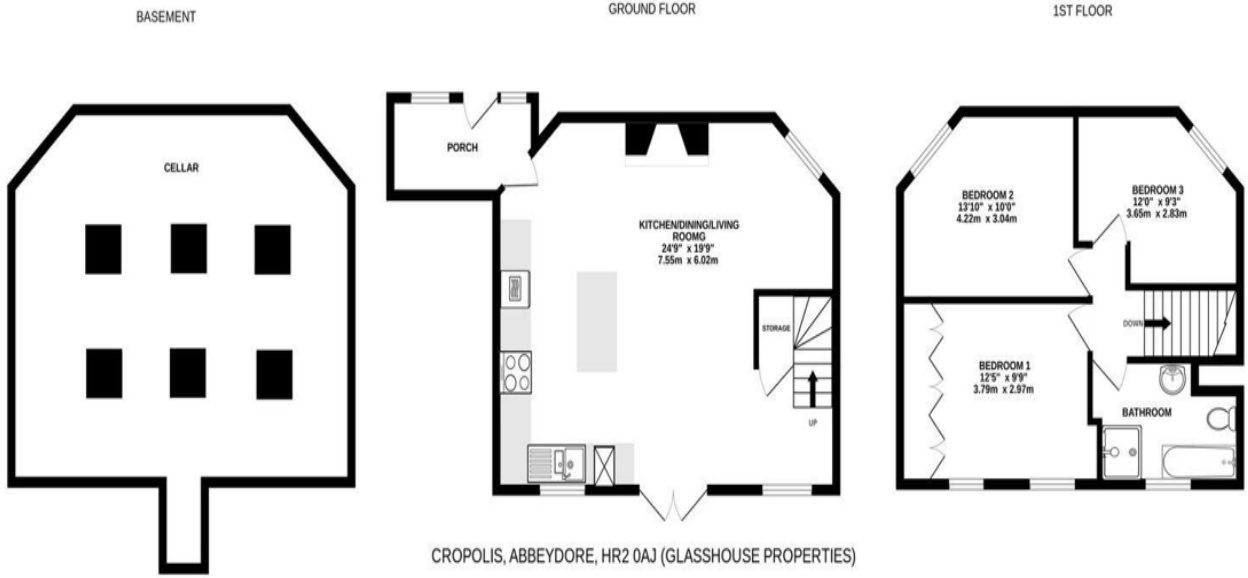 BASEMENT
GROUND FLOOR
1ST FLOOR
CELLAR
PORCH
KITCHEN/DINING/LIVING
ROOMG
24'9" x 19'9"
7.55m x 6.02m
STORAGE
UP
BEDROOM 2
13'10" x 10'0"
4.22m x 3.04m
BEDROOM 3
12'0" x 9'3"
3.65m x 2.83m
DOWN
BEDROOM 1
12'5" x 9'9"
3.79m x 2.97m
BATHROOM
CROPOLIS, ABBEYDORE, HR2 0AJ (GLASSHOUSE PROPERTIES)